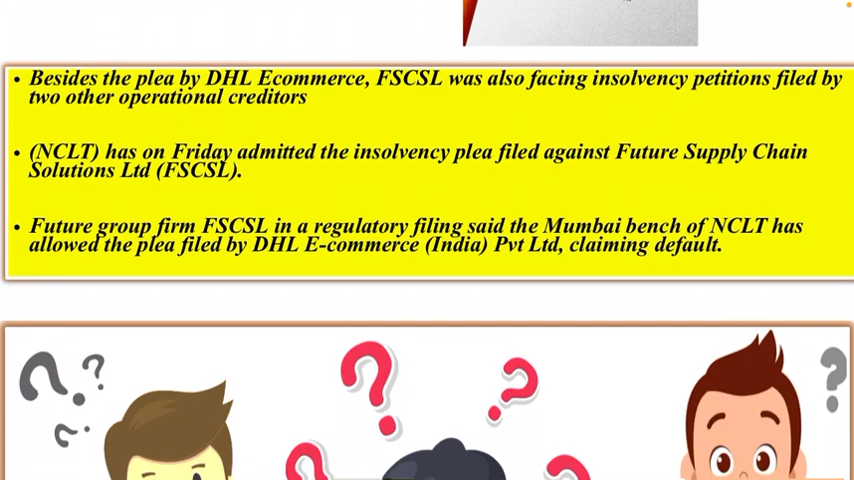 • Besides the plea by DHL Ecommerce, FSCSL was also facing insolvency petitions filed by
two other operational creditors
• (NCLT) has on Friday admitted the insolvency plea filed against Future Supply Chain
Solutions Ltd (FSCSL).
• Future group firm FSCSL in a regulatory filing said the Mumbai bench of NCLT has
allowed the plea filed by DHL E-commerce (India) Pvt Ltd, claiming default.
? ? ? ? ?
? ? ?